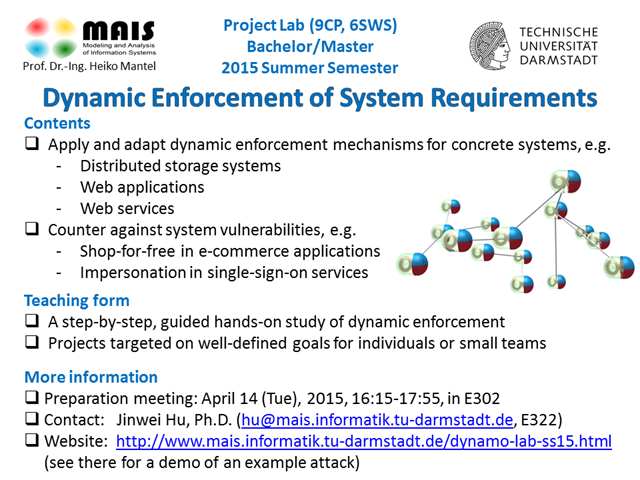 MAIS
Modeling and Analysis
of Information Systems
Prof. Dr.-Ing. Heiko Mantel
Project Lab (9CP, 6SWS)
Bachelor/Master
2015 Summer Semester
TECHNISCHE
UNIVERSITÄT
DARMSTADT
Dynamic Enforcement of System Requirements
Contents
Apply and adapt dynamic enforcement mechanisms for concrete systems, e.g.
- Distributed storage systems
- Web applications
- Web services
Counter against system vulnerabilities, e.g.
- Shop-for-free in e-commerce applications
- Impersonation in single-sign-on services
Teaching form
A step-by-step, guided hands-on study of dynamic enforcement
Projects targeted on well-defined goals for individuals or small teams
More information
Preparation meeting: April 14 (Tue), 2015, 16:15-17:55, in E302
Contact: Jinwei Hu, Ph.D. (hu@mais.informatik.tu-darmstadt.de, E322)
Website: http://www.mais.informatik.tu-darmstadt.de/dynamo-lab-ss15.html
(see there for a demo of an example attack)